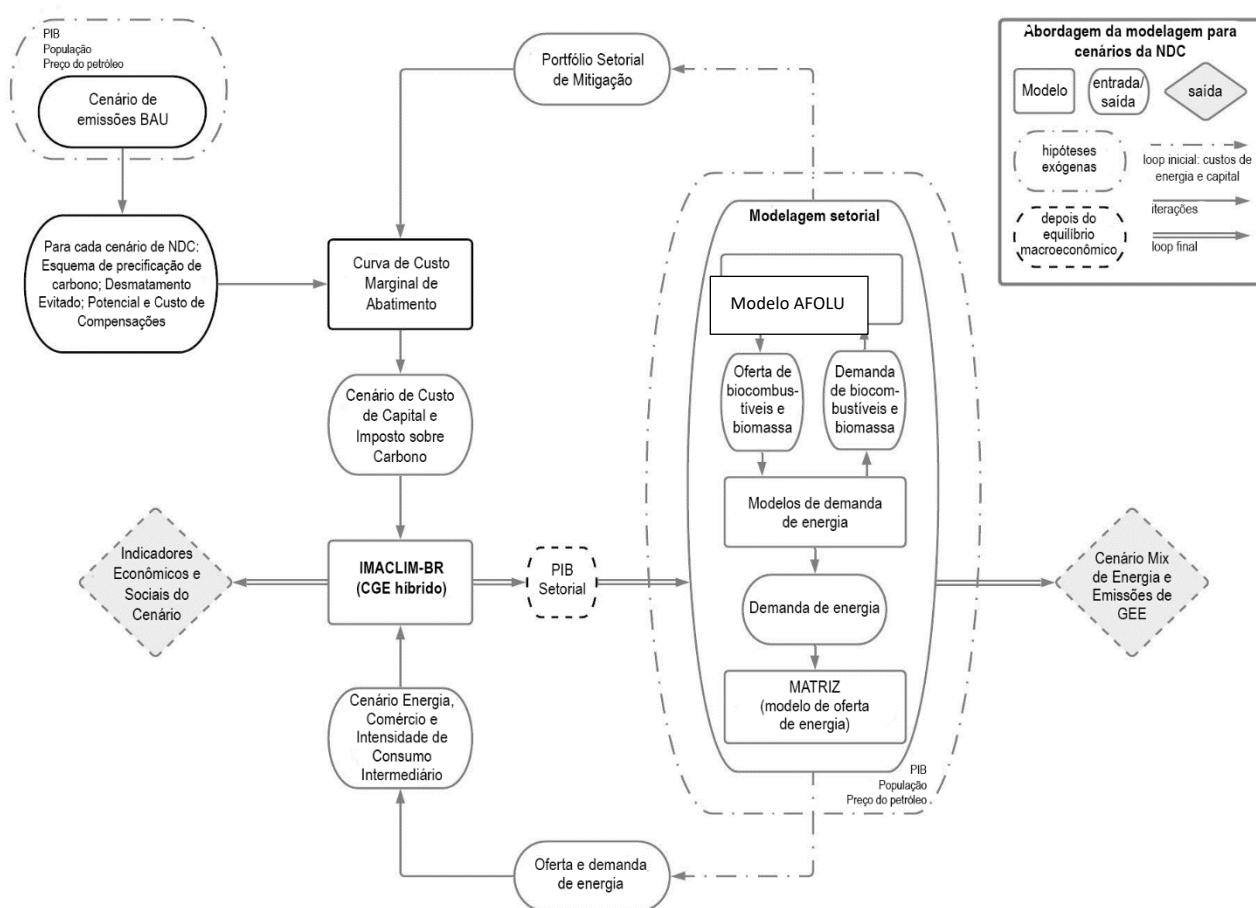 PIB
População
Preço do petróleo
Cenário de
emissões BAU
Para cada cenário de NDC:
Esquema de precificação de
carbono; Desmatamento
Evitado; Potencial e Custo de
Compensações
Portfólio Setorial
de Mitigação
Curva de Custo
Marginal de
Abatimento
Cenário de Custo
de Capital e
Imposto sobre
Carbono
Indicadores
Econômicos e
Sociais do
Cenário
IMACLIM-BR
(CGE híbrido)
PIB
Setorial
Cenário Energia,
Comércio e
Intensidade de
Consumo
Intermediário
Oferta e demanda
de energia
Modelagem setorial
Modelo AFOLU
Oferta de
biocombus-
tíveis e
biomassa
Demanda
de biocom-
bustíveis e
biomassa
Modelos de demanda
de energia
Demanda de energia
MATRIZ
(modelo de oferta
de energia)
PIB
População
Preço do petróleo
Cenário Mix
de Energia e
Emissões de
GEE
Abordagem da modelagem para
cenários da NDC
Modelo
entrada/
saída
saída
hipóteses
exógenas
loop inicial: custos de
energia e capital
depois do
equilíbrio
macroeconômico
iterações
loop final